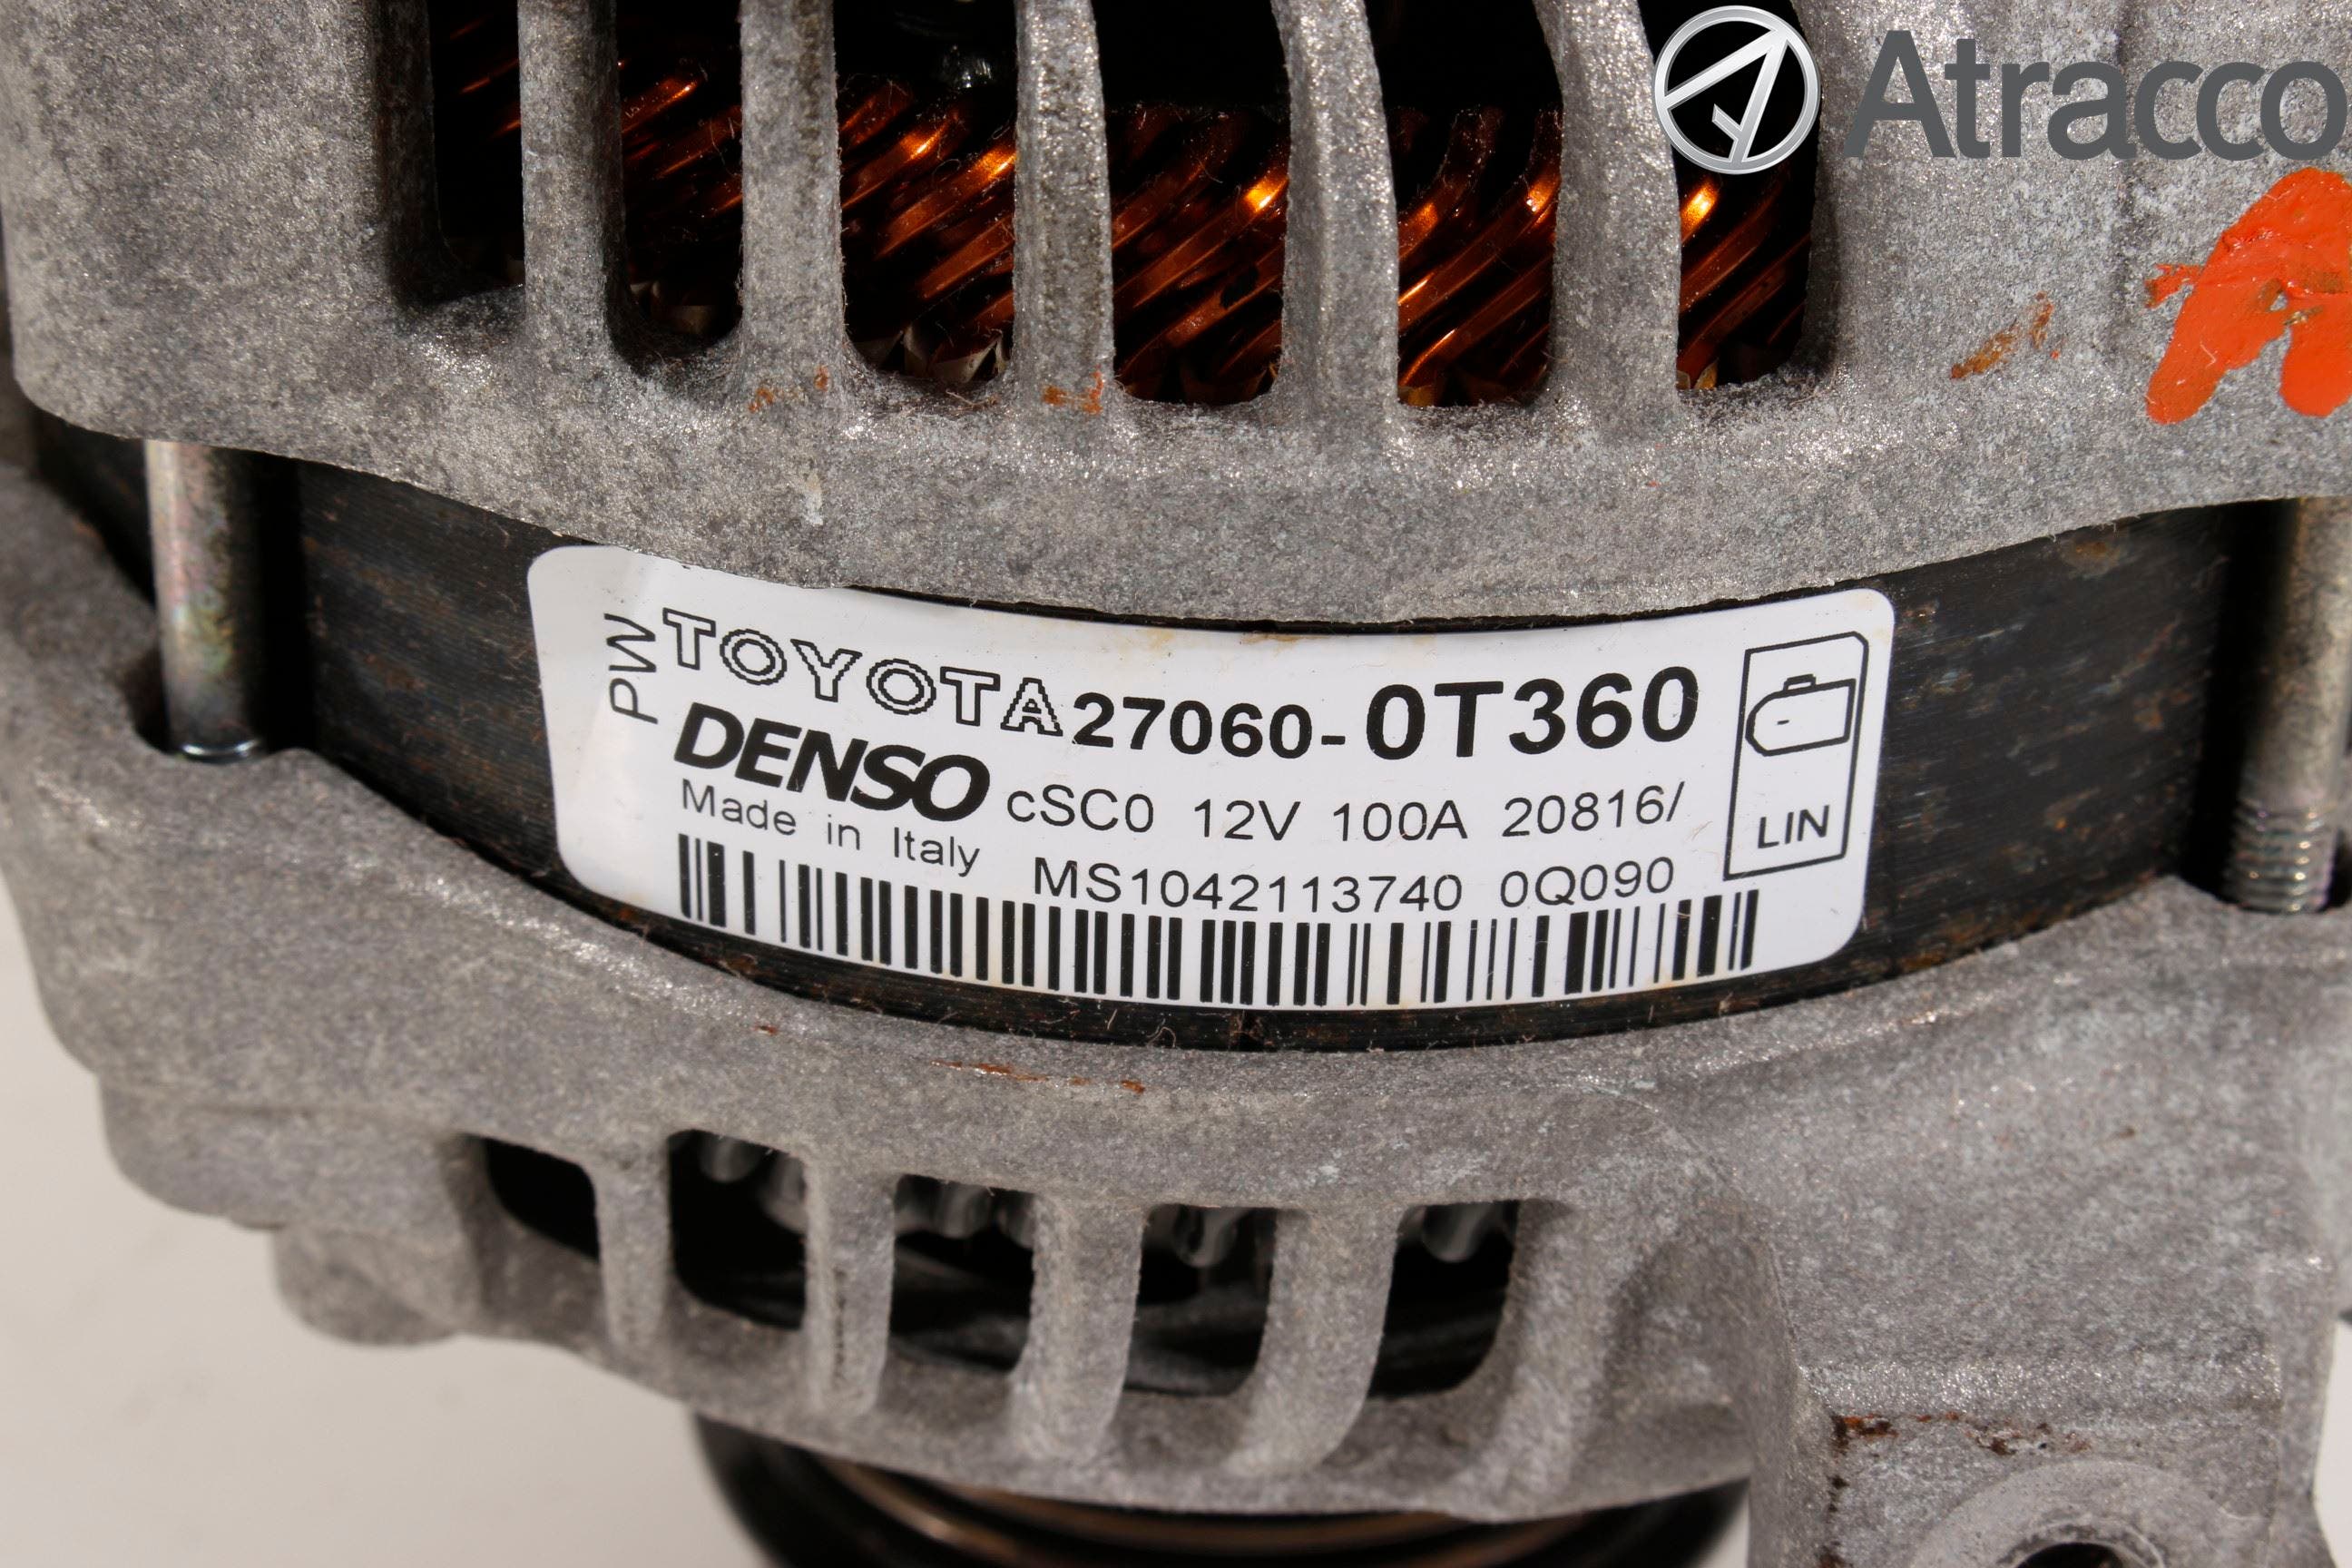 Atracco
PW
TOYOTA 27060-0T360
DENSO cSC0 12V 100A 20816/
Made in Italy MS1042113740 0Q090
LIN